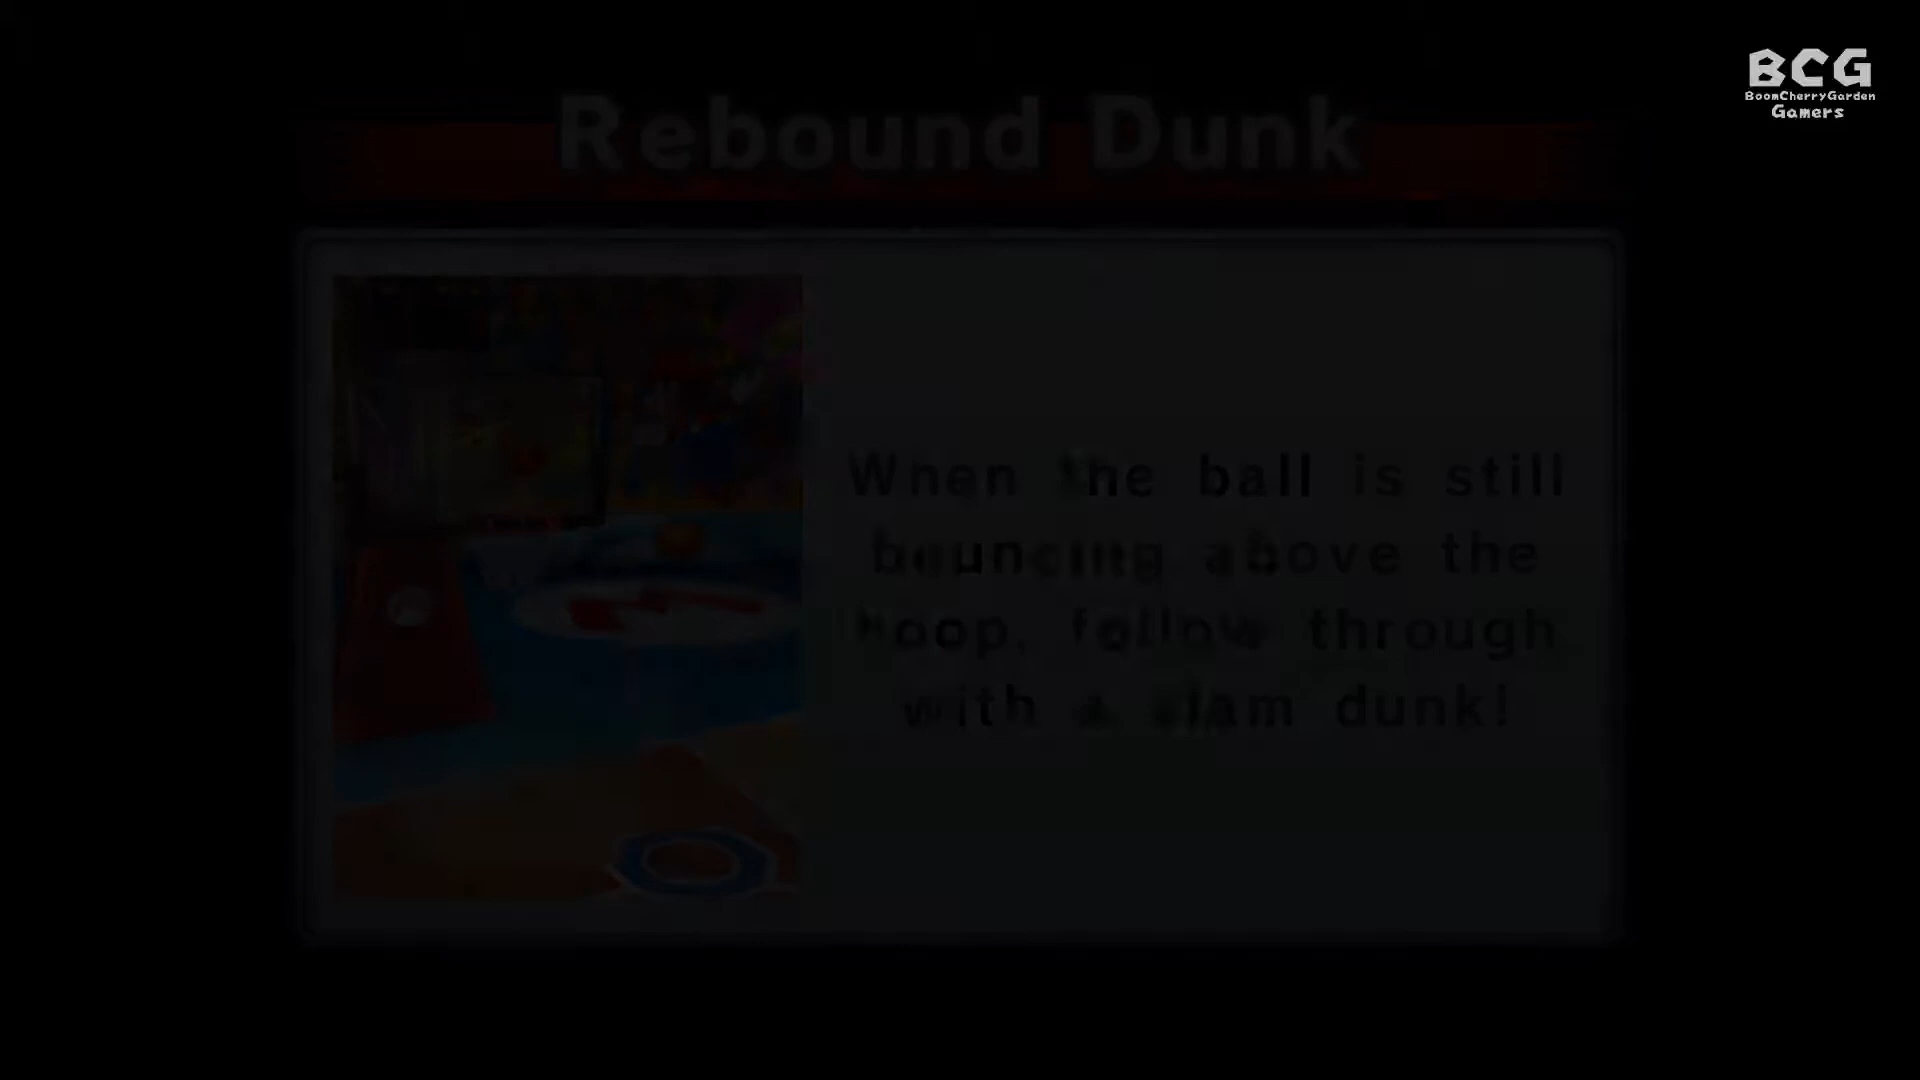 BCG
BoomCherryGarden
Gamers
Rebound Dunk
When the ball is still
bouncing above the
hoop, follow through
with a slam dunk!